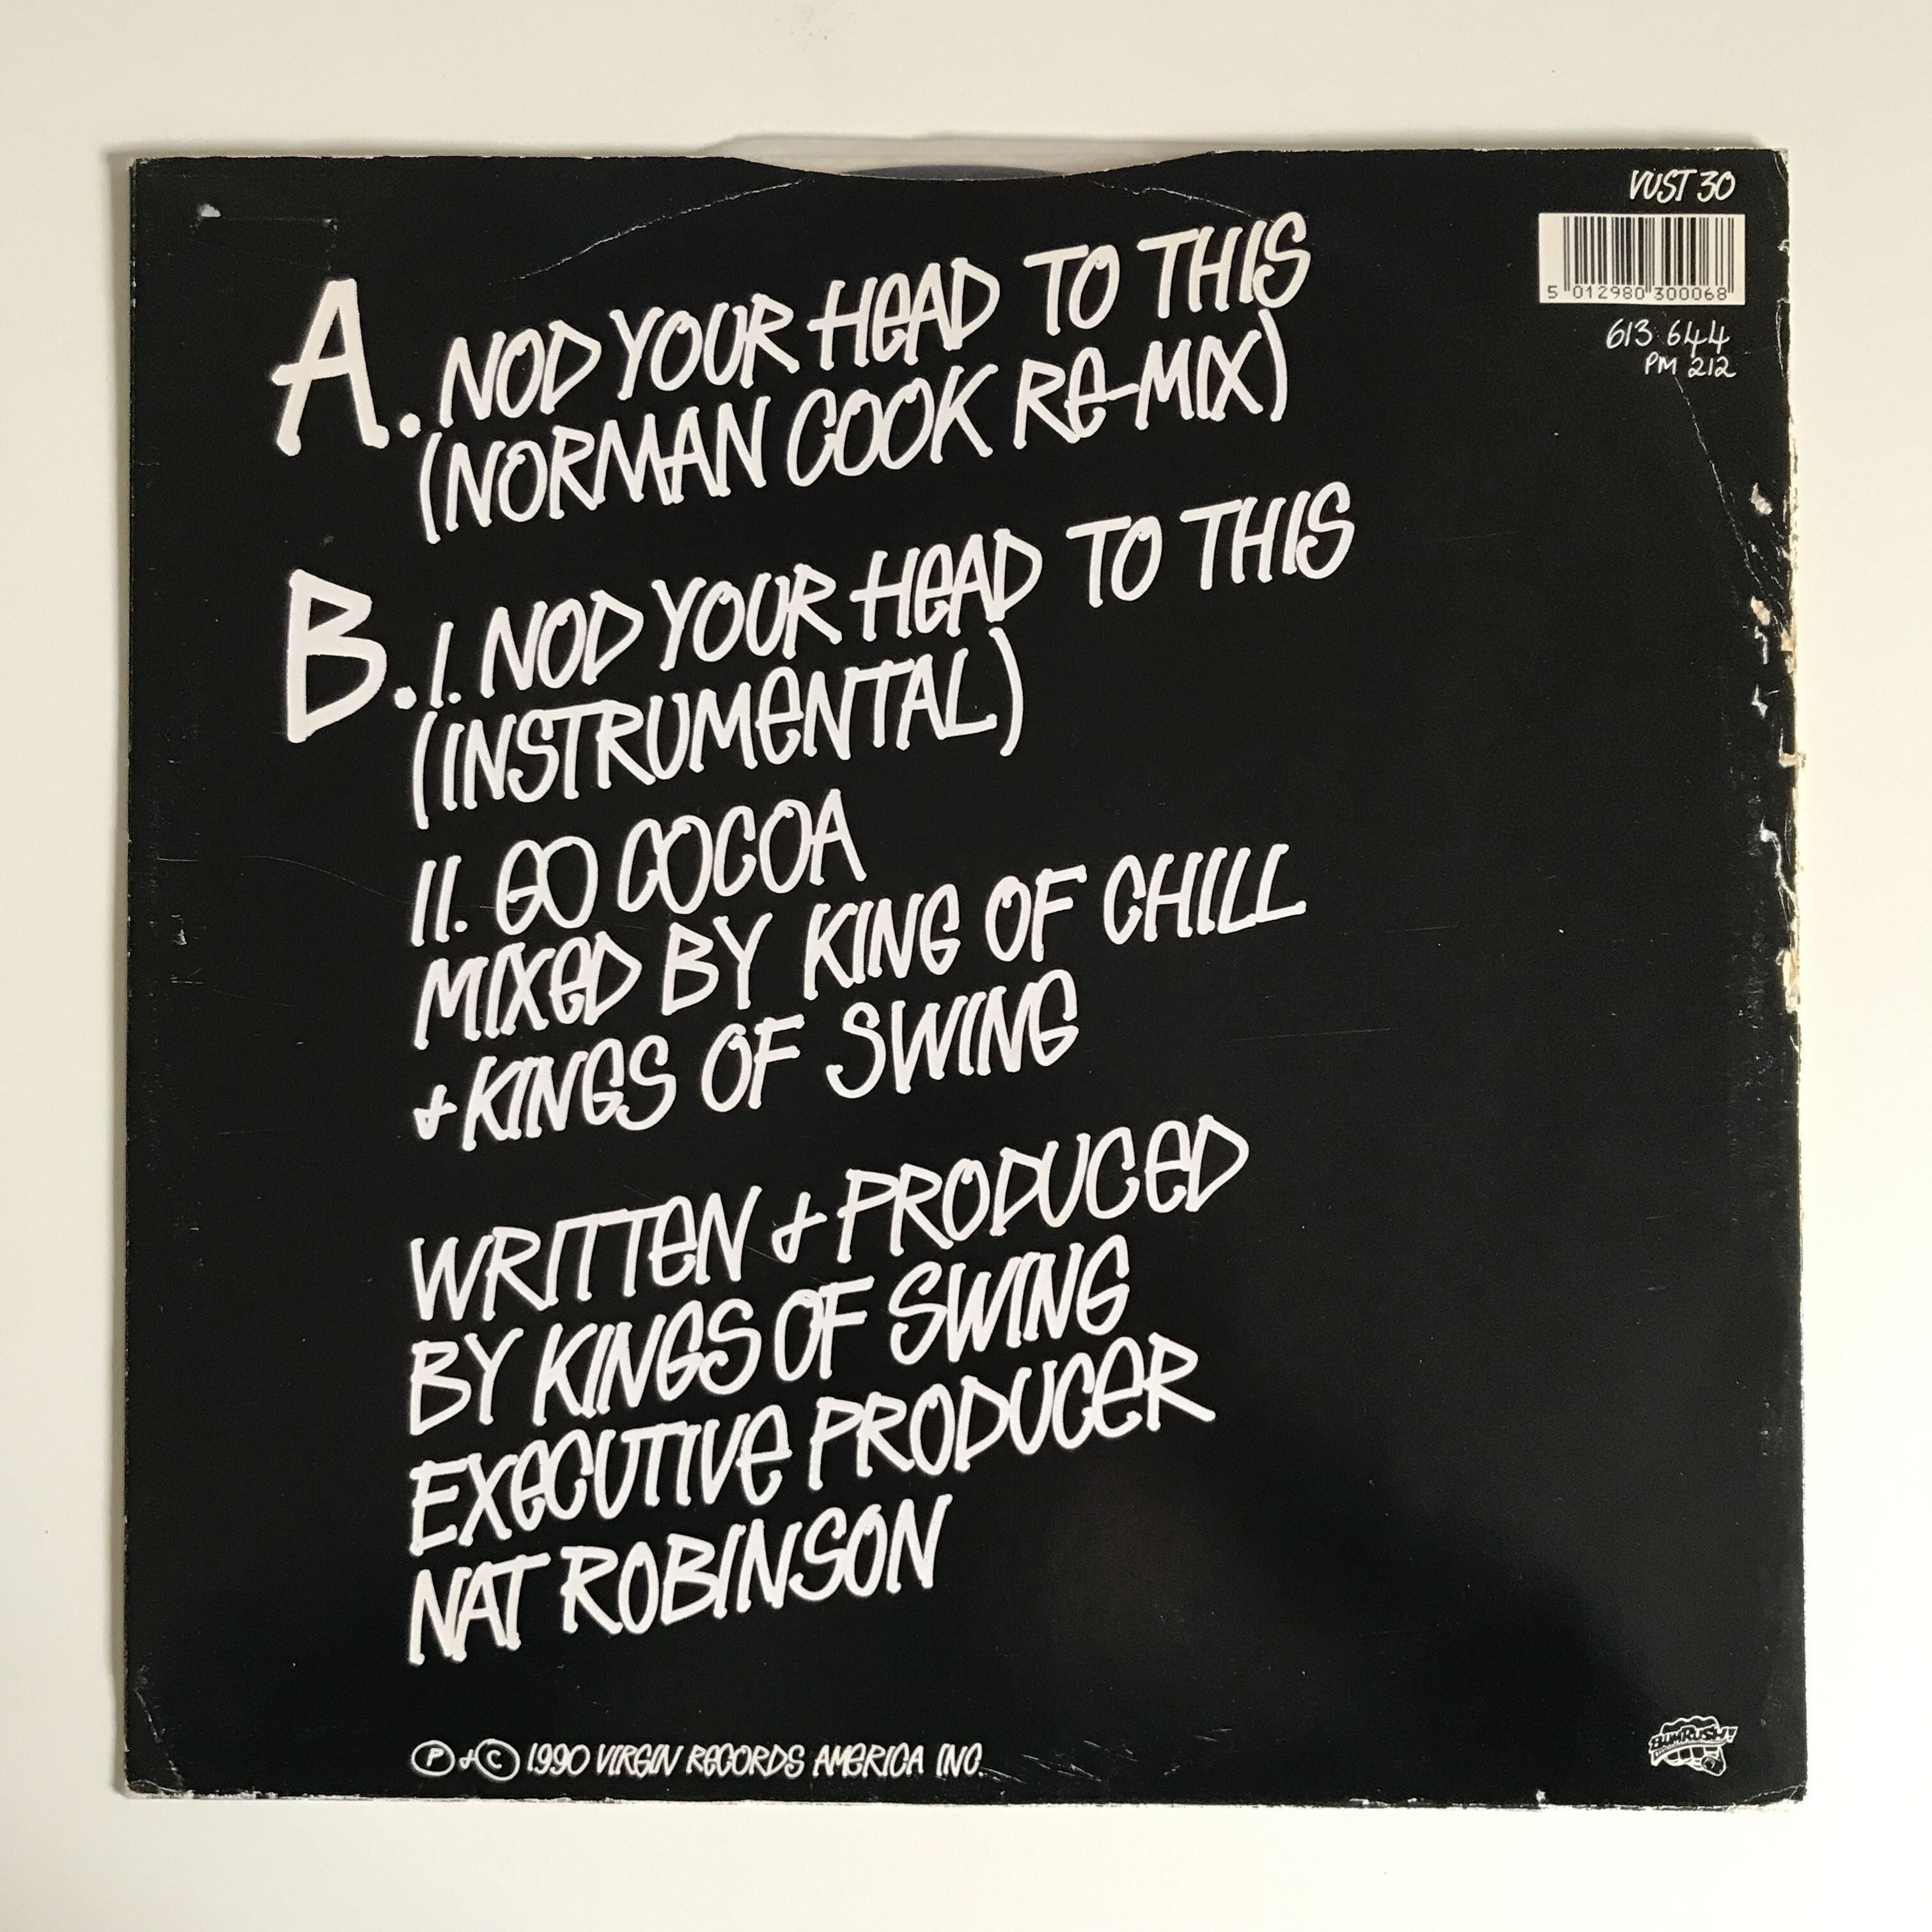 VUST 30
5 012980 300068
613 644
PM 212
A. NOD YOUR HEAD TO THIS
(NORMAN COOK RE-MIX)
B. I. NOD YOUR HEAD TO THIS
(INSTRUMENTAL)
II. GO COCOA
MIXED BY KING OF CHILL
& KINGS OF SWING
WRITTEN & PRODUCED
BY KINGS OF SWING
EXECUTIVE PRODUCER
NAT ROBINSON
Ⓟ & © 1990 VIRGIN RECORDS AMERICA INC.
BUMRUSH!